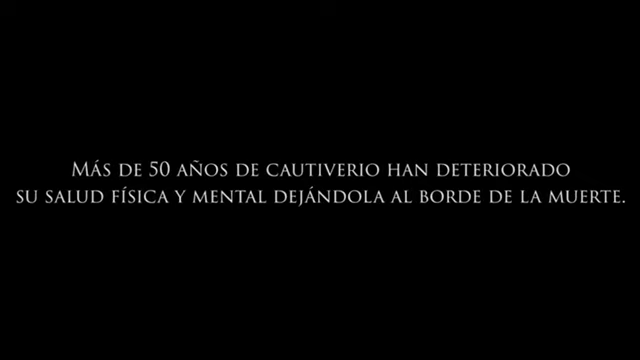 MÁS DE 50 AÑOS DE CAUTIVERIO HAN DETERIORADO
SU SALUD FÍSICA Y MENTAL DEJÁNDOLA AL BORDE DE LA MUERTE.